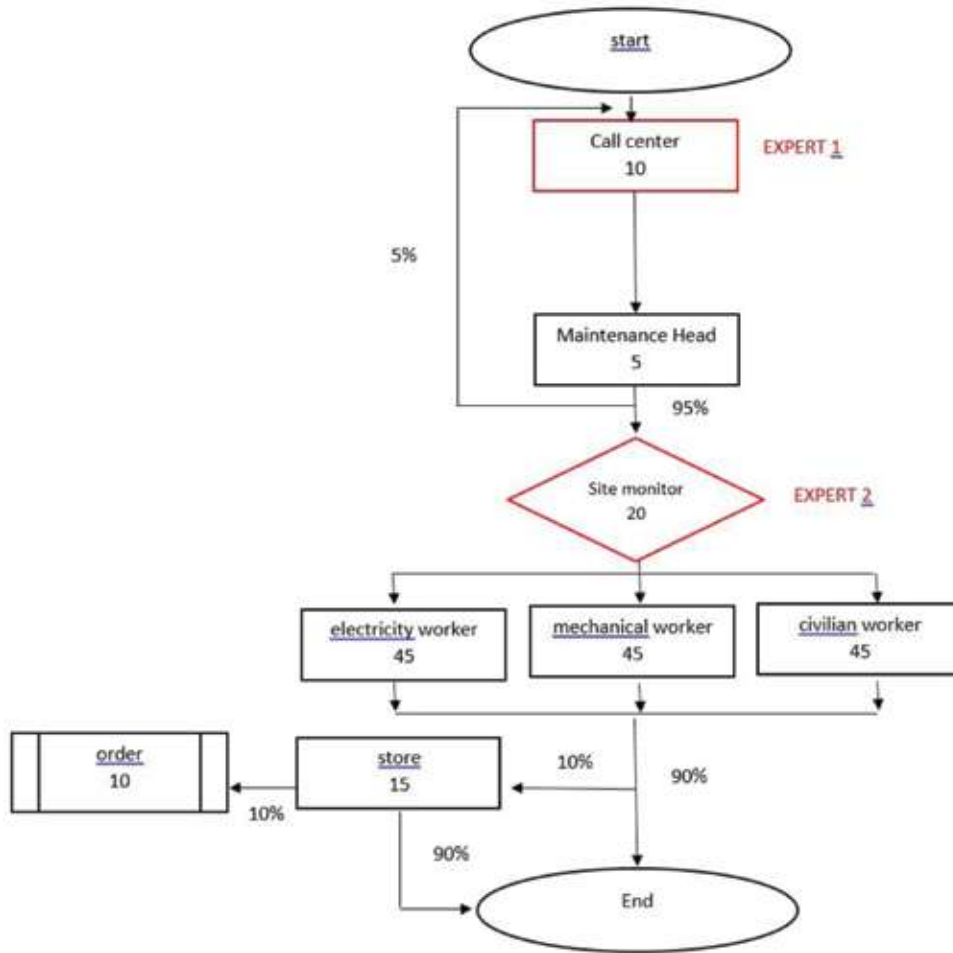 start
Call center
10
EXPERT 1
5%
Maintenance Head
5
95%
Site monitor
20
EXPERT 2
electricity worker
45
mechanical worker
45
civilian worker
45
order
10
store
15
10%
90%
10%
90%
End